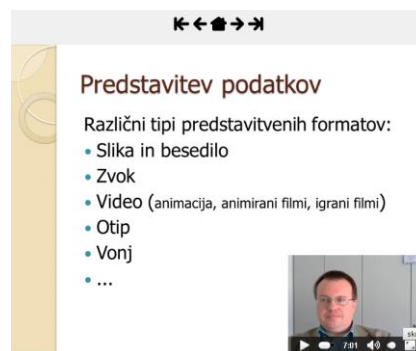 Predstavitev podatkov
Različni tipi predstavitvenih formatov:
• Slika in besedilo
• Zvok
• Video (animacija, animirani filmi, igrani filmi)
• Otip
• Vonj
• ...
7:01